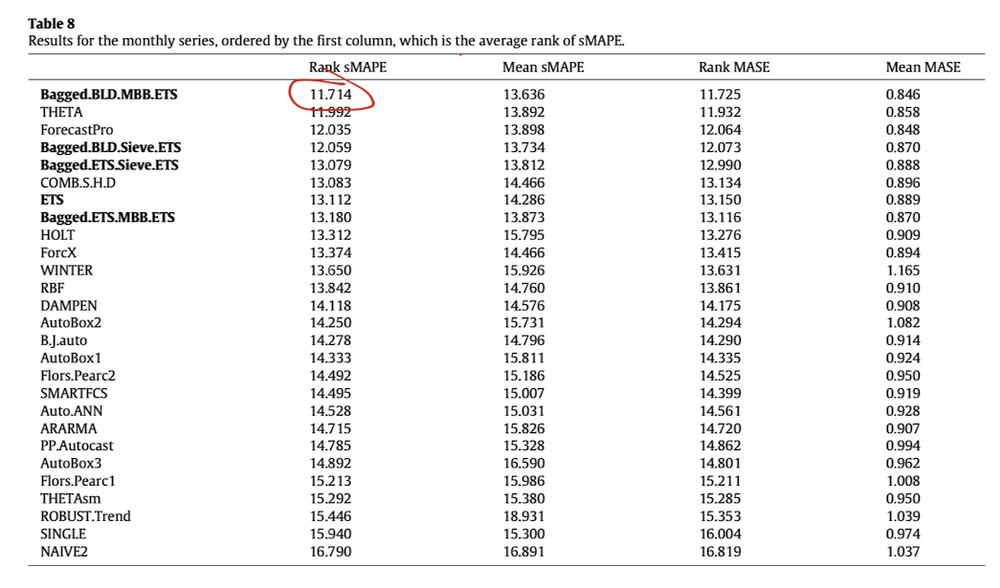 Table 8
Results for the monthly series, ordered by the first column, which is the average rank of sMAPE.
Rank sMAPE Mean sMAPE Rank MASE Mean MASE
Bagged.BLD.MBB.ETS 11.714 13.636 11.725 0.846
THETA 11.992 13.892 11.932 0.858
ForecastPro 12.035 13.898 12.064 0.848
Bagged.BLD.Sieve.ETS 12.059 13.734 12.073 0.870
Bagged.ETS.Sieve.ETS 13.079 13.812 12.990 0.888
COMB.S.H.D 13.083 14.466 13.134 0.896
ETS 13.112 14.286 13.150 0.889
Bagged.ETS.MBB.ETS 13.180 13.873 13.116 0.870
HOLT 13.312 15.795 13.276 0.909
ForcX 13.374 14.466 13.415 0.894
WINTER 13.650 15.926 13.631 1.165
RBF 13.842 14.760 13.861 0.910
DAMPEN 14.118 14.576 14.175 0.908
AutoBox2 14.250 15.731 14.294 1.082
B.J.auto 14.278 14.796 14.290 0.914
AutoBox1 14.333 15.811 14.335 0.924
Flors.Pearc2 14.492 15.186 14.525 0.950
SMARTFCS 14.495 15.007 14.399 0.919
Auto.ANN 14.528 15.031 14.561 0.928
ARARMA 14.715 15.826 14.720 0.907
PP.Autocast 14.785 15.328 14.862 0.994
AutoBox3 14.892 16.590 14.801 0.962
Flors.Pearc1 15.213 15.986 15.211 1.008
THETAsm 15.292 15.380 15.285 0.950
ROBUST.Trend 15.446 18.931 15.353 1.039
SINGLE 15.940 15.300 16.004 0.974
NAIVE2 16.790 16.891 16.819 1.037